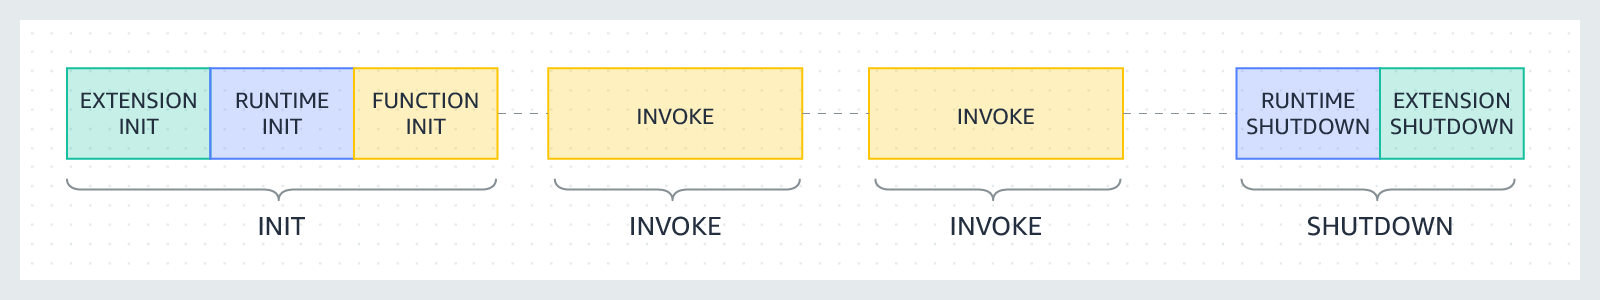 EXTENSION
INIT
RUNTIME
INIT
FUNCTION
INIT
INVOKE
INVOKE
RUNTIME
SHUTDOWN
EXTENSION
SHUTDOWN
INIT
INVOKE
INVOKE
SHUTDOWN